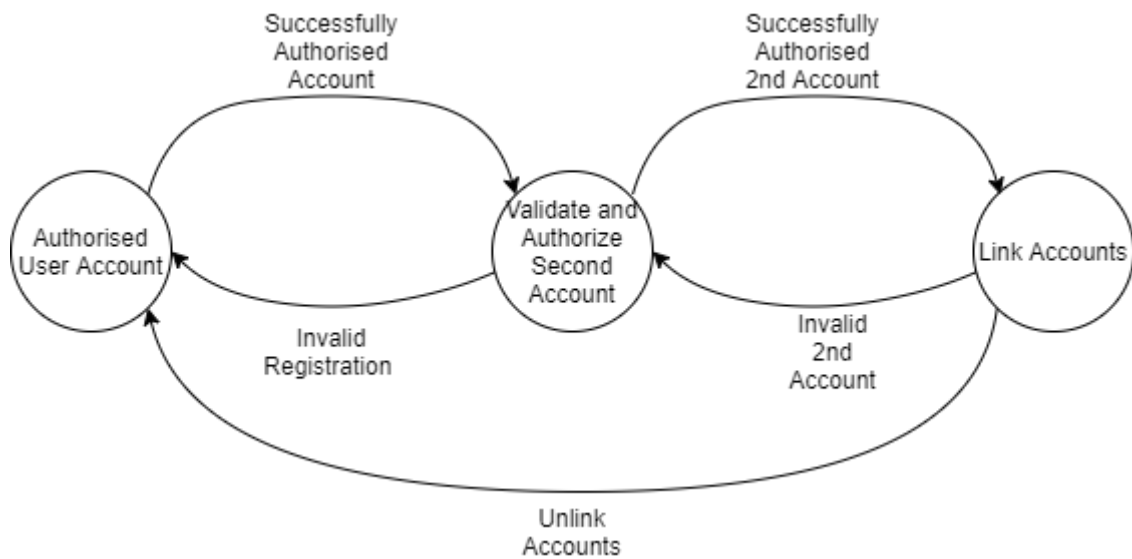 Successfully
Authorised
Account
Successfully
Authorised
2nd Account
Authorised
User Account
Validate and
Authorize
Second
Account
Link Accounts
Invalid
Registration
Invalid
2nd
Account
Unlink
Accounts